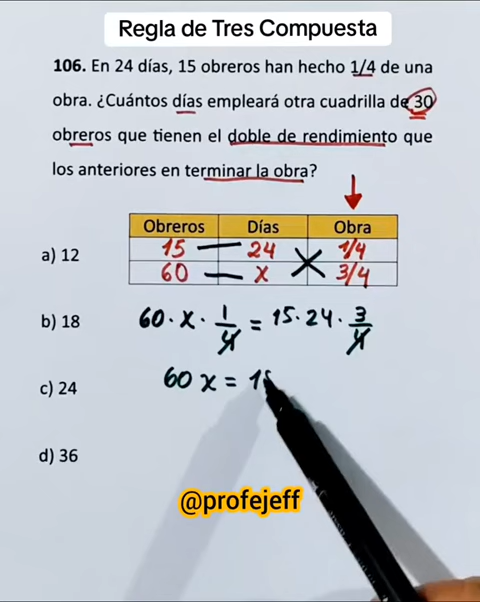 Regla de Tres Compuesta
106. En 24 días, 15 obreros han hecho 1/4 de una
obra. ¿Cuántos días empleará otra cuadrilla de 30
obreros que tienen el doble de rendimiento que
los anteriores en terminar la obra?
Obreros Días Obra
15 24 1/4
60 x 3/4
a) 12
b) 18
60 · x · 1/4 = 15 · 24 · 3/4
c) 24
60 x = 15
d) 36
@profejeff